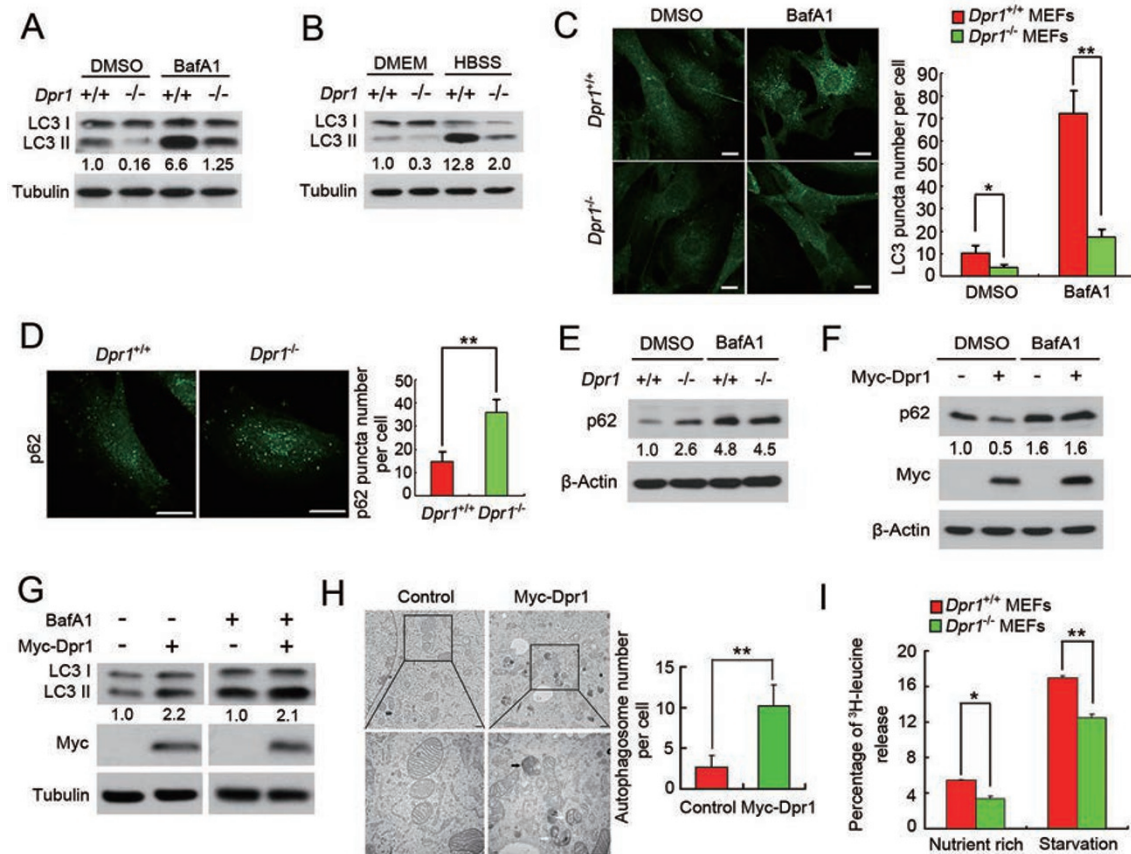 A
DMSO BafA1
Dpr1 +/+ -/- +/+ -/-
LC3 I
LC3 II
1.0 0.16 6.6 1.25
Tubulin
B
DMEM HBSS
Dpr1 +/+ -/- +/+ -/-
LC3 I
LC3 II
1.0 0.3 12.8 2.0
Tubulin
C
DMSO BafA1
Dpr1+/+
Dpr1-/-
Dpr1+/+ MEFs
Dpr1-/- MEFs
LC3 puncta number per cell
90
80
70
60
50
40
30
20
10
0
* **
DMSO BafA1
D
Dpr1+/+ Dpr1-/-
p62
p62 puncta number
per cell
50
40
30
20
10
0
**
Dpr1+/+ Dpr1-/-
E
DMSO BafA1
Dpr1 +/+ -/- +/+ -/-
p62
1.0 2.6 4.8 4.5
β-Actin
F
DMSO BafA1
Myc-Dpr1 - + - +
p62
1.0 0.5 1.6 1.6
Myc
β-Actin
G
BafA1 - - + +
Myc-Dpr1 - + - +
LC3 I
LC3 II
1.0 2.2 1.0 2.1
Myc
Tubulin
H
Control Myc-Dpr1
Autophagosome number
per cell
15
10
5
0
**
Control Myc-Dpr1
I
Dpr1+/+ MEFs
Dpr1-/- MEFs
Percentage of ³H-leucine
release
20
16
12
8
4
0
* **
Nutrient rich Starvation